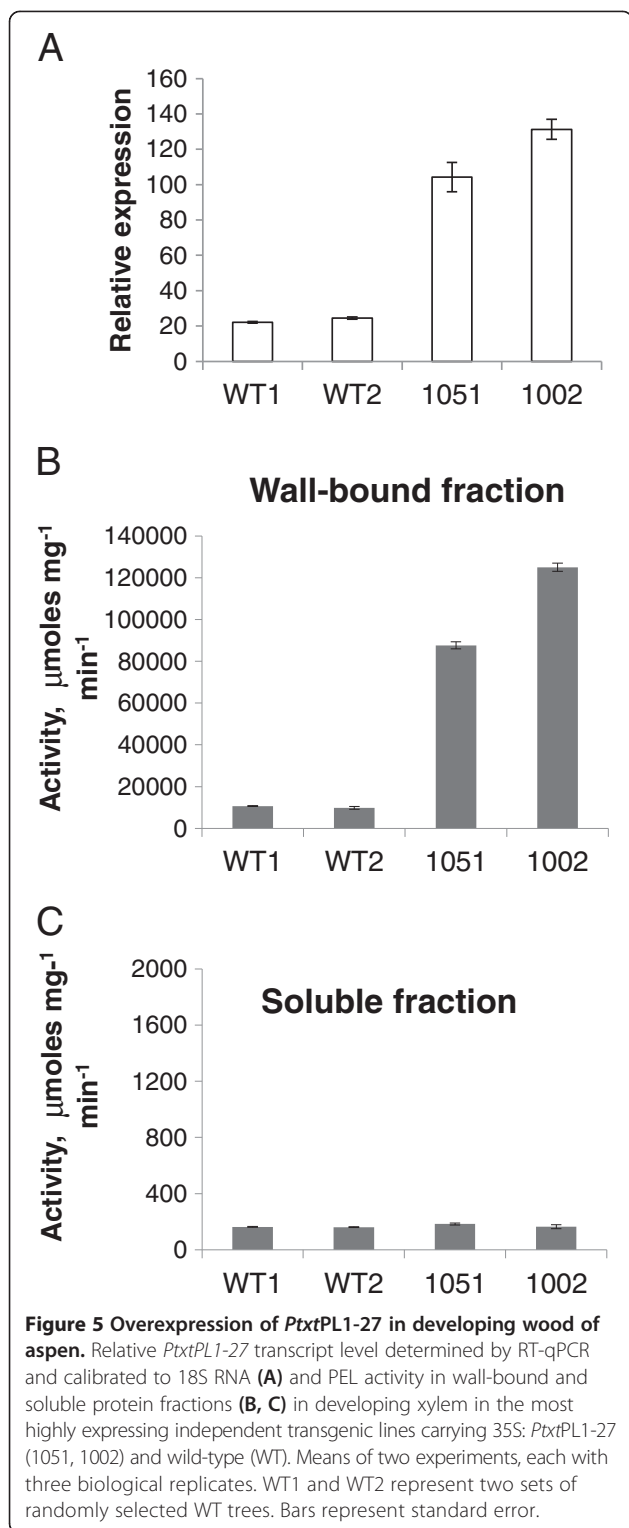 A
Relative expression
160
140
120
100
80
60
40
20
0
WT1 WT2 1051 1002
B
Wall-bound fraction
Activity, μmoles mg-1
min-1
140000
120000
100000
80000
60000
40000
20000
0
WT1 WT2 1051 1002
C
Soluble fraction
Activity, μmoles mg-1
min-1
2000
1600
1200
800
400
0
WT1 WT2 1051 1002
Figure 5 Overexpression of PtxtPL1-27 in developing wood of
aspen. Relative PtxtPL1-27 transcript level determined by RT-qPCR
and calibrated to 18S RNA (A) and PEL activity in wall-bound and
soluble protein fractions (B, C) in developing xylem in the most
highly expressing independent transgenic lines carrying 35S: PtxtPL1-27
(1051, 1002) and wild-type (WT). Means of two experiments, each with
three biological replicates. WT1 and WT2 represent two sets of
randomly selected WT trees. Bars represent standard error.